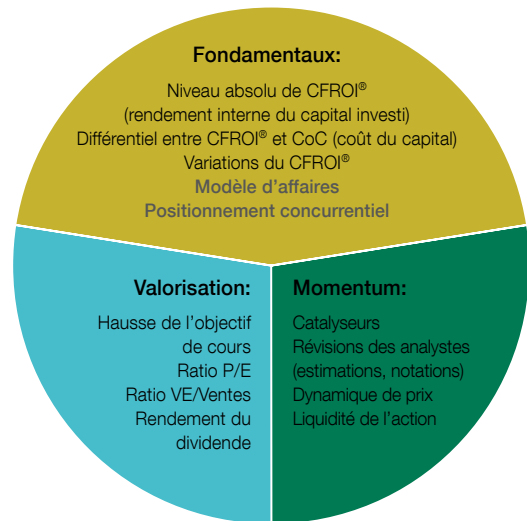 Fondamentaux:
Niveau absolu de CFROI®
(rendement interne du capital investi)
Différentiel entre CFROI® et CoC (coût du capital)
Variations du CFROI®
Modèle d'affaires
Positionnement concurrentiel
Valorisation:
Hausse de l'objectif
de cours
Ratio P/E
Ratio VE/Ventes
Rendement du
dividende
Momentum:
Catalyseurs
Révisions des analystes
(estimations, notations)
Dynamique de prix
Liquidité de l'action